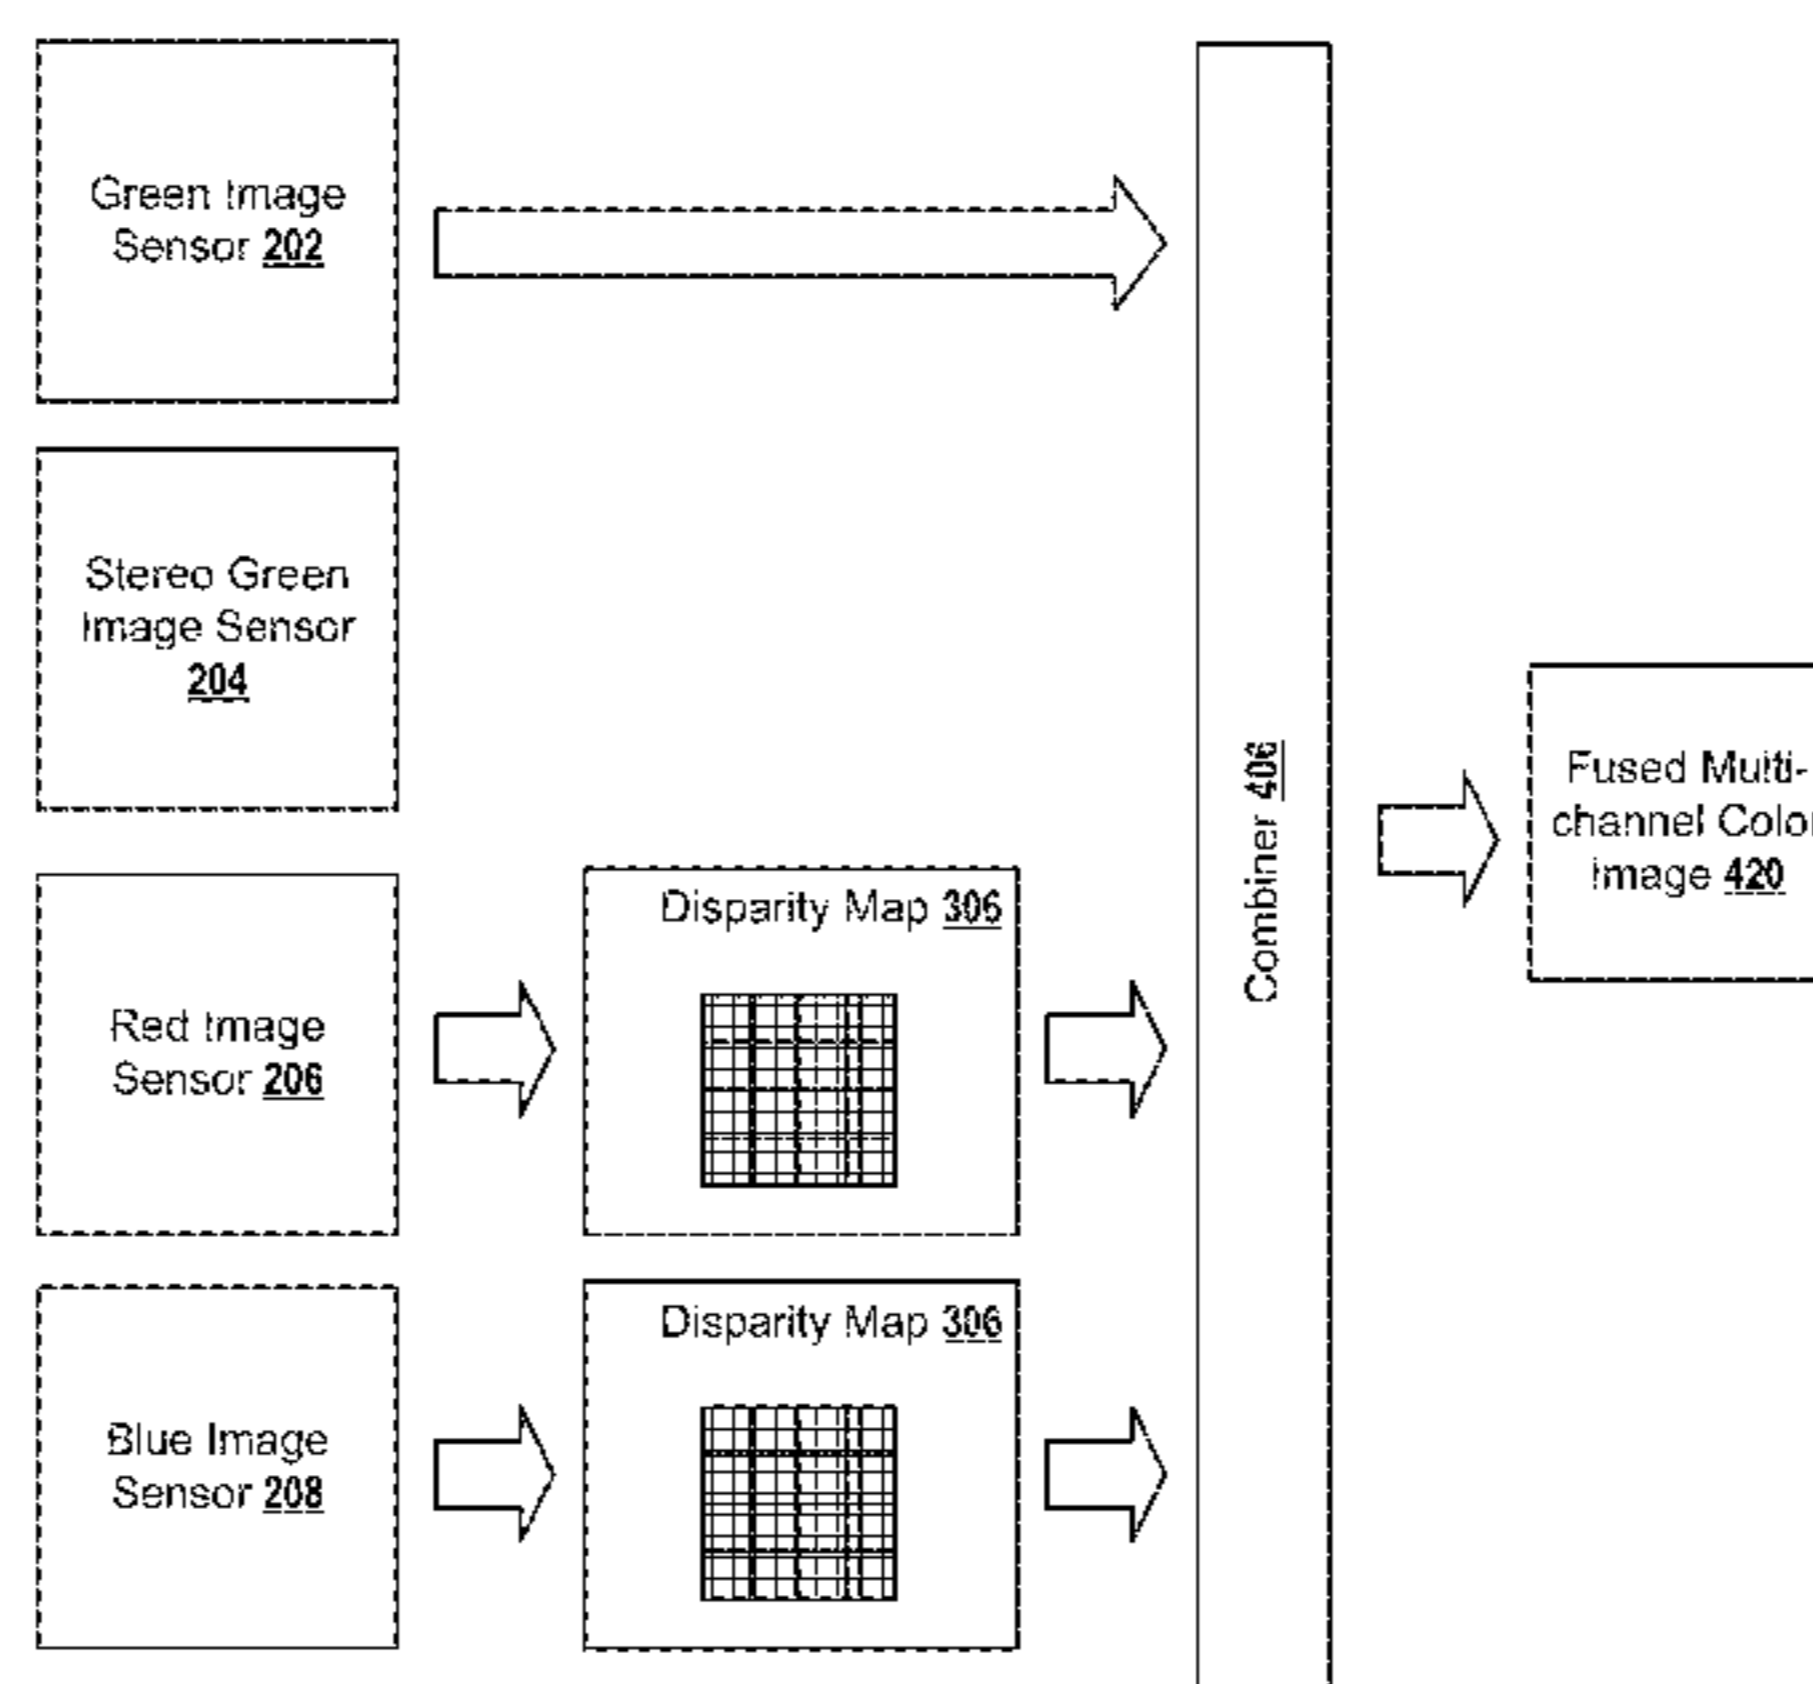 Green Image
Sensor 202
Stereo Green
Image Sensor
204
Red Image
Sensor 206
Blue Image
Sensor 208
Disparity Map 306
Disparity Map 306
Combiner 406
Fused Multi-
channel Color
Image 420